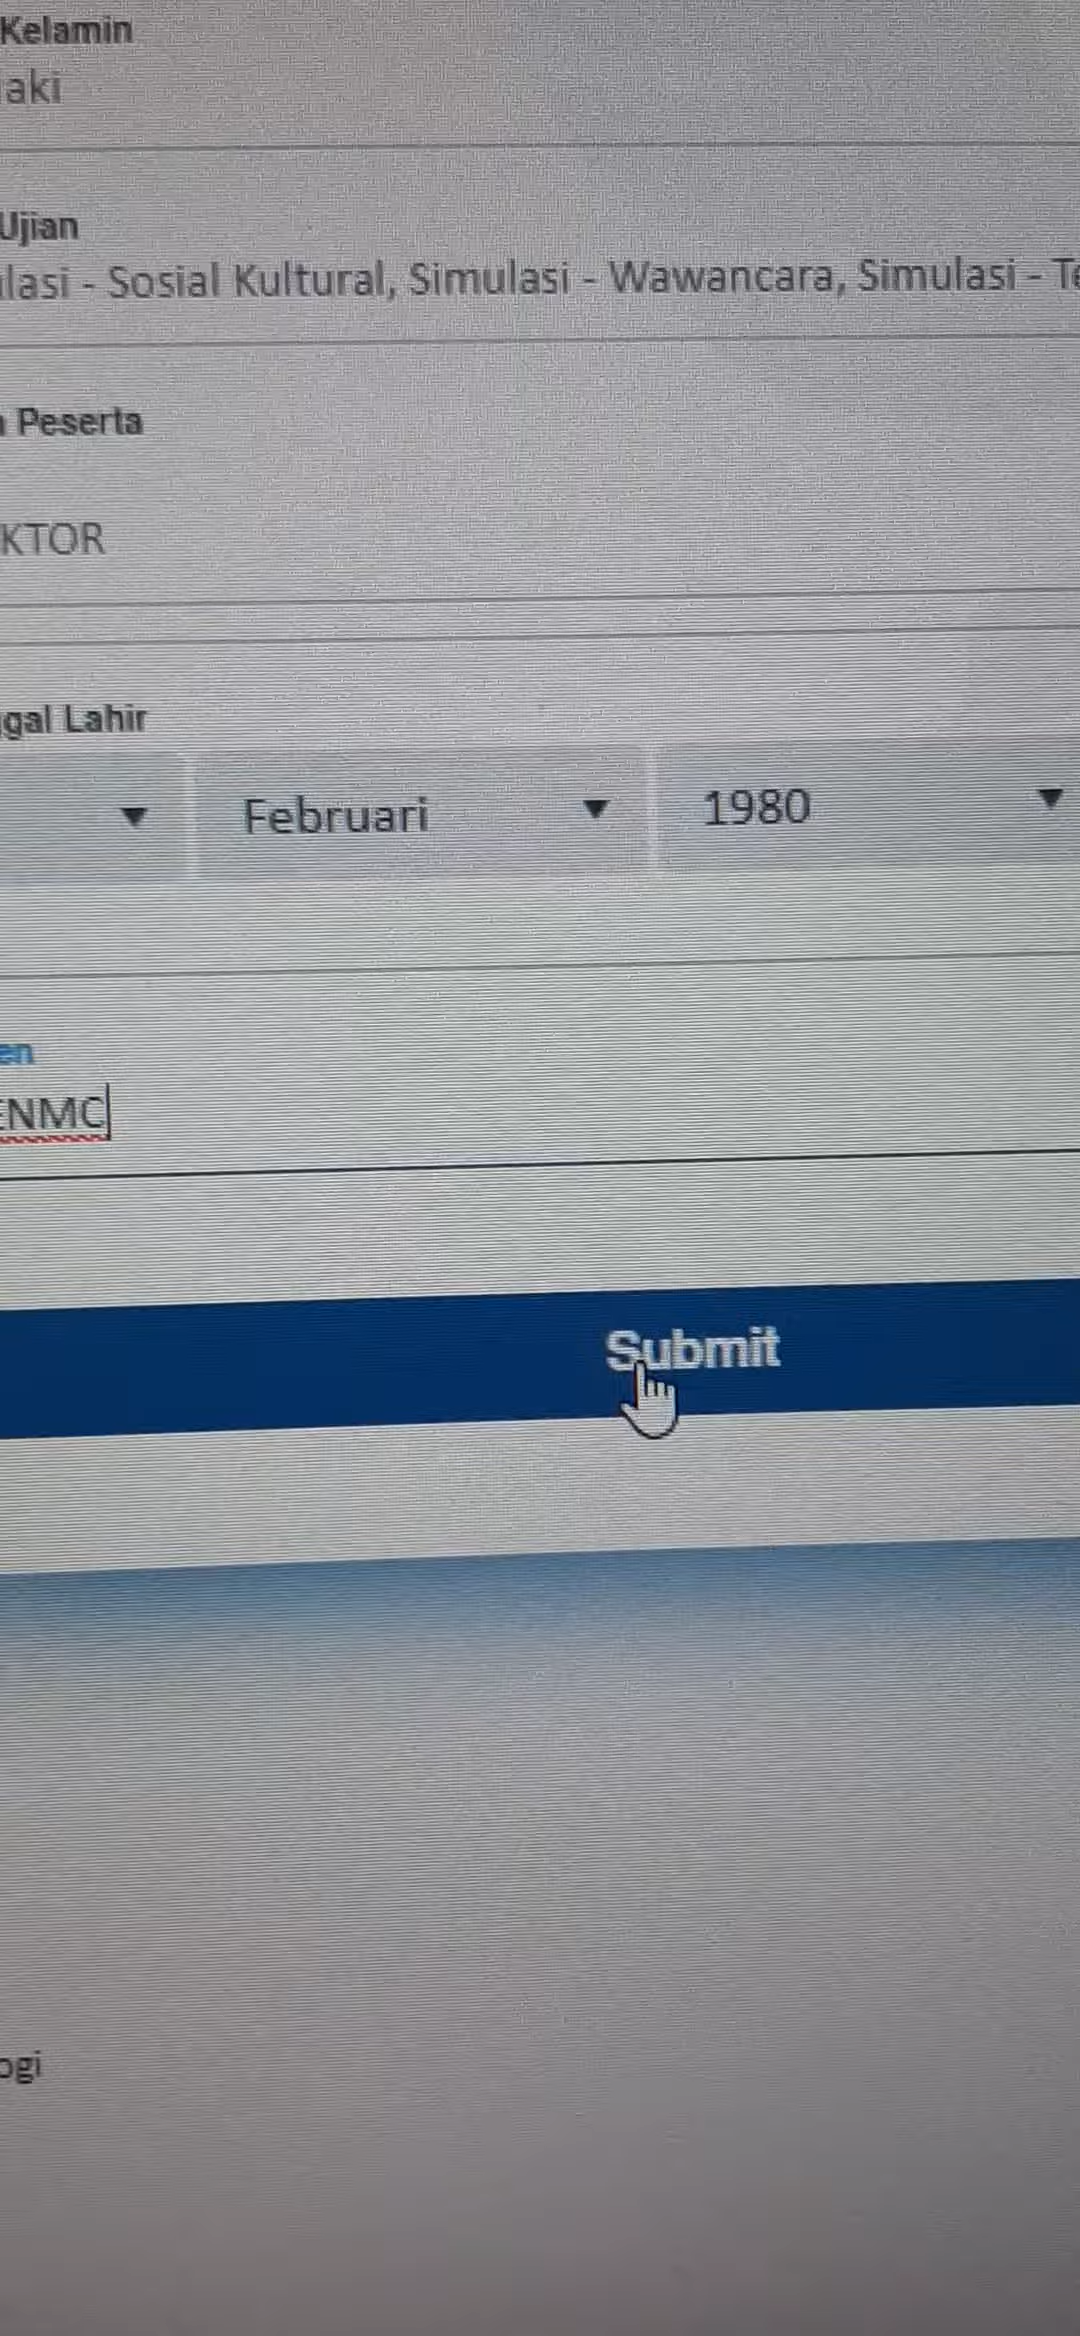 Kelamin
aki
Ujian
lasi - Sosial Kultural, Simulasi - Wawancara, Simulasi - Te
Peserta
KTOR
gal Lahir
Februari 1980
en
ENMC
Submit
ogi